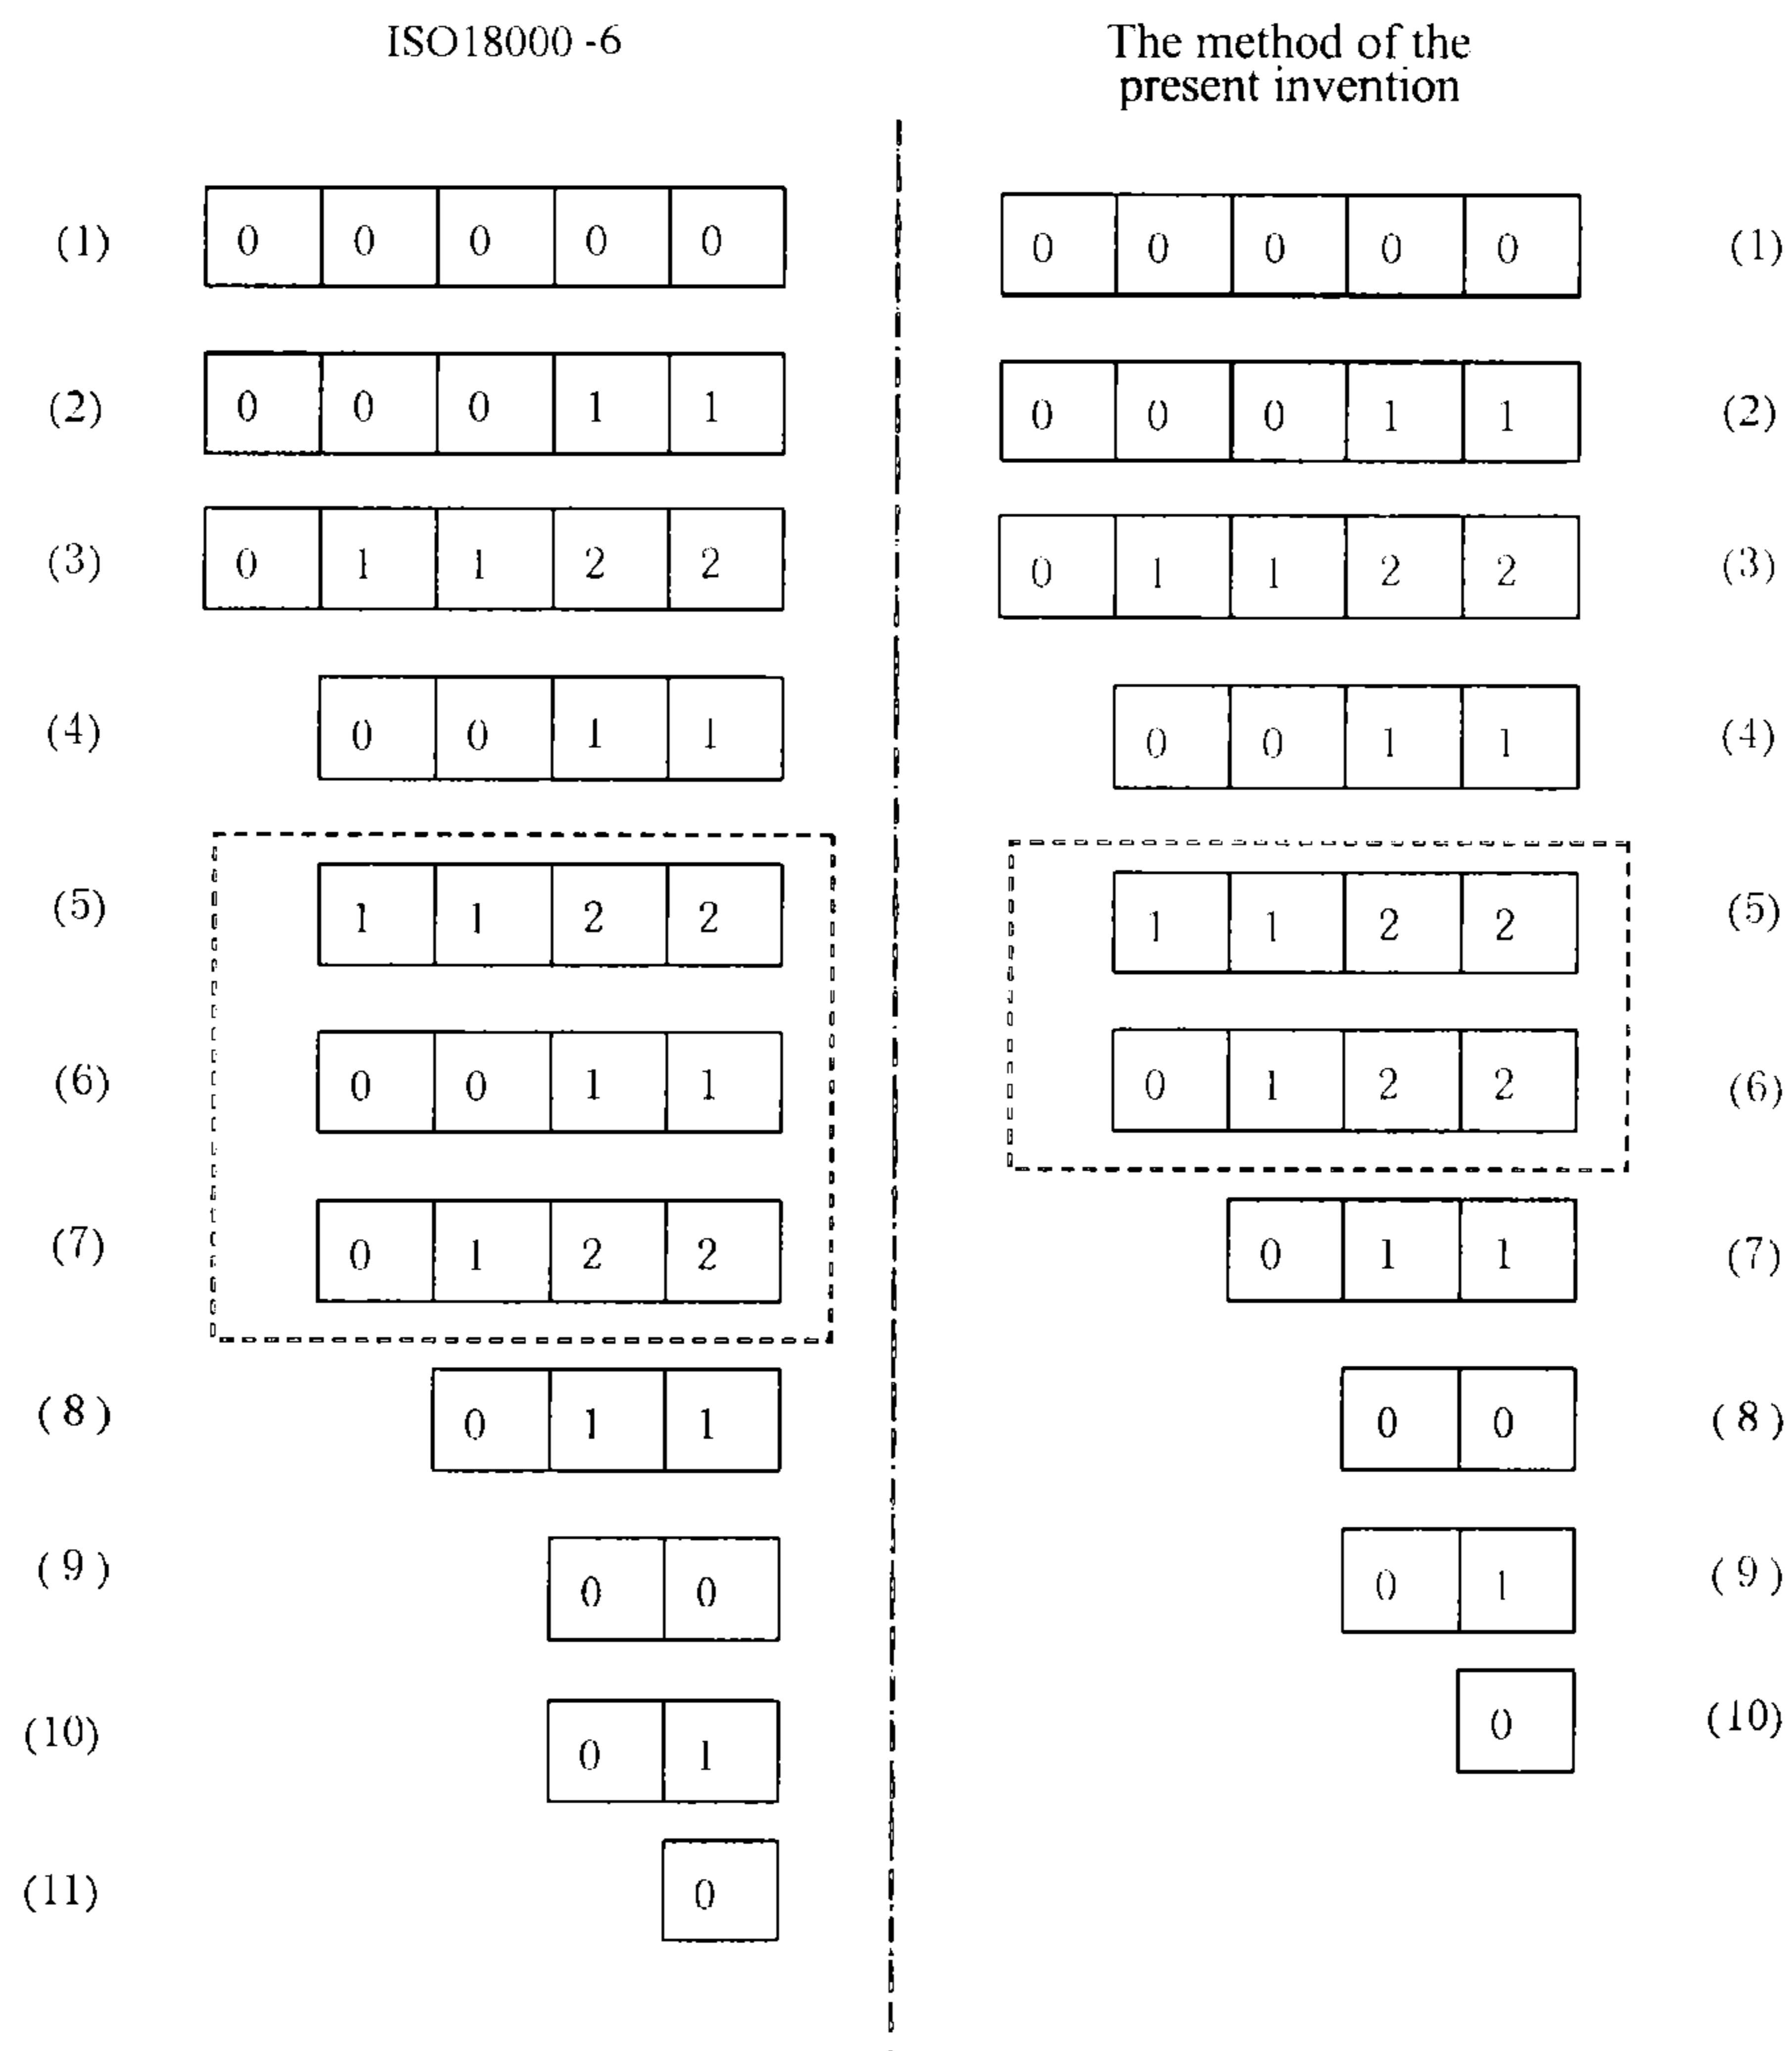 ISO18000 -6
(1) 0 0 0 0 0
(2) 0 0 0 1 1
(3) 0 1 1 2 2
(4) 0 0 1 1
(5) 1 1 2 2
(6) 0 0 1 1
(7) 0 1 2 2
(8) 0 1 1
(9) 0 0
(10) 0 1
(11) 0
The method of the
present invention
0 0 0 0 0 (1)
0 0 0 1 1 (2)
0 1 1 2 2 (3)
0 0 1 1 (4)
1 1 2 2 (5)
0 1 2 2 (6)
0 1 1 (7)
0 0 (8)
0 1 (9)
0 (10)